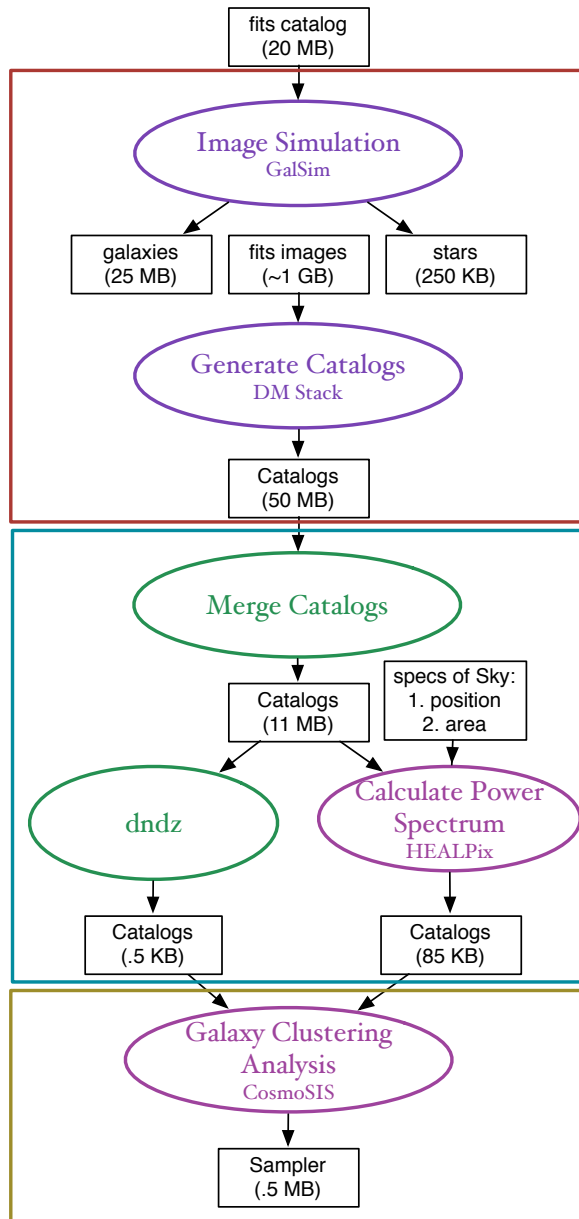 fits catalog
(20 MB)
Image Simulation
GalSim
galaxies
(25 MB)
fits images
(~1 GB)
stars
(250 KB)
Generate Catalogs
DM Stack
Catalogs
(50 MB)
Merge Catalogs
Catalogs
(11 MB)
specs of Sky:
1. position
2. area
dndz
Calculate Power
Spectrum
HEALPix
Catalogs
(.5 KB)
Catalogs
(85 KB)
Galaxy Clustering
Analysis
CosmoSIS
Sampler
(.5 MB)